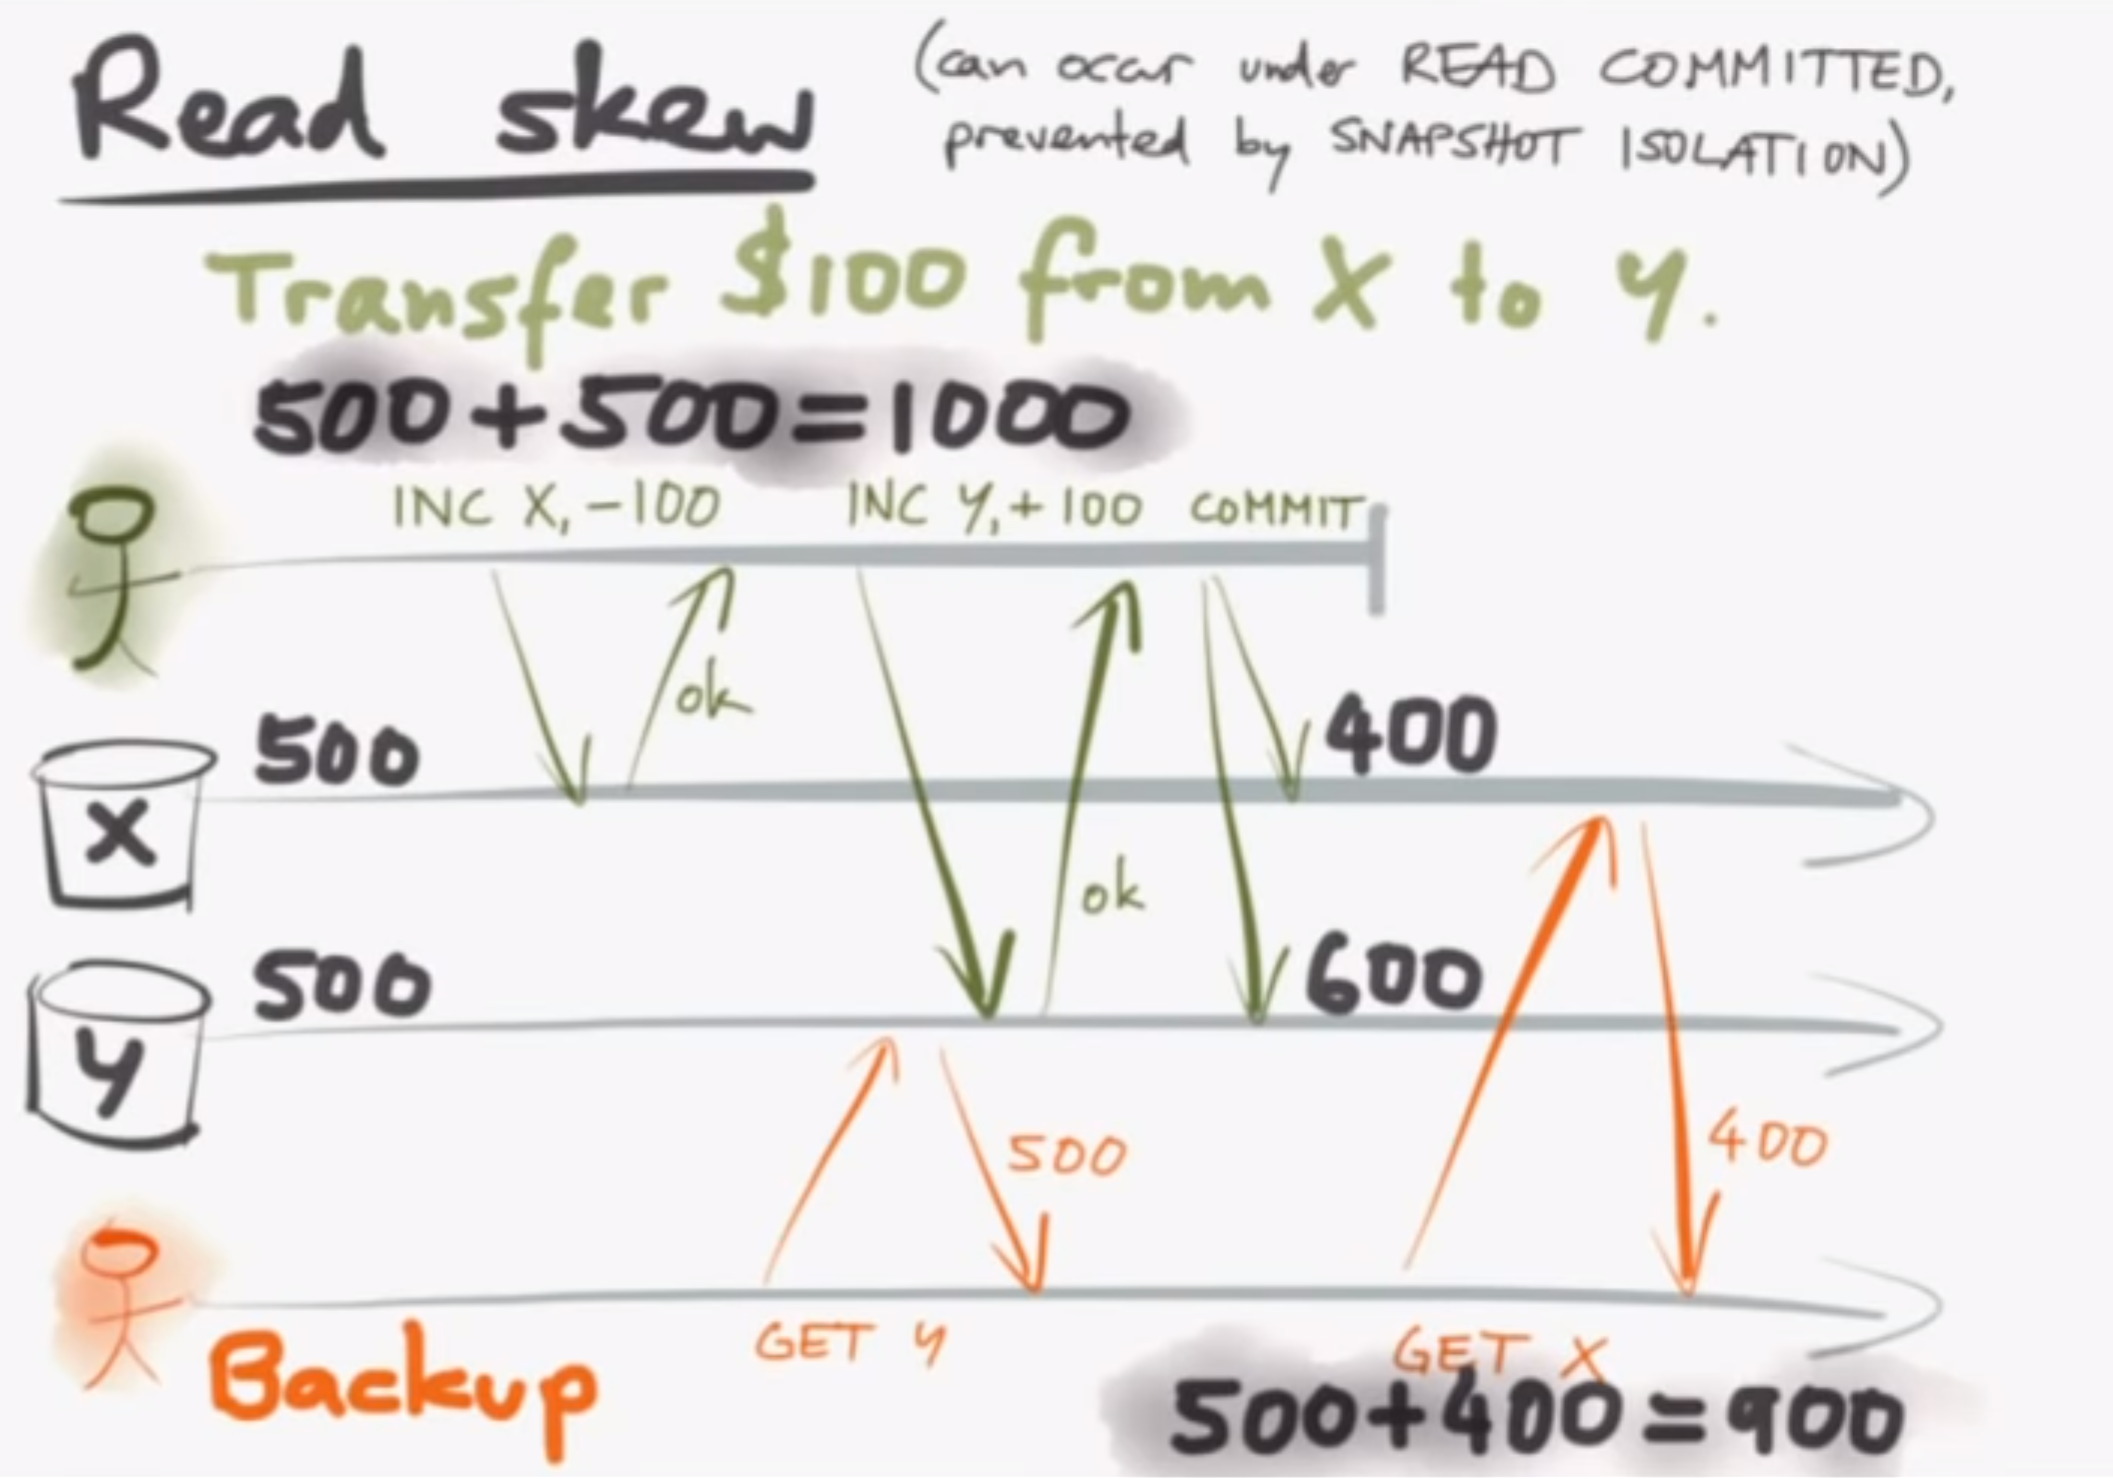 Read skew
(can occur under READ COMMITTED,
prevented by SNAPSHOT ISOLATION)
Transfer $100 from X to Y.
500+500=1000
INC X, -100 INC Y, +100 COMMIT
ok
500 400
X
ok
500 600
Y
500 400
Backup
GET Y GET X
500+400=900